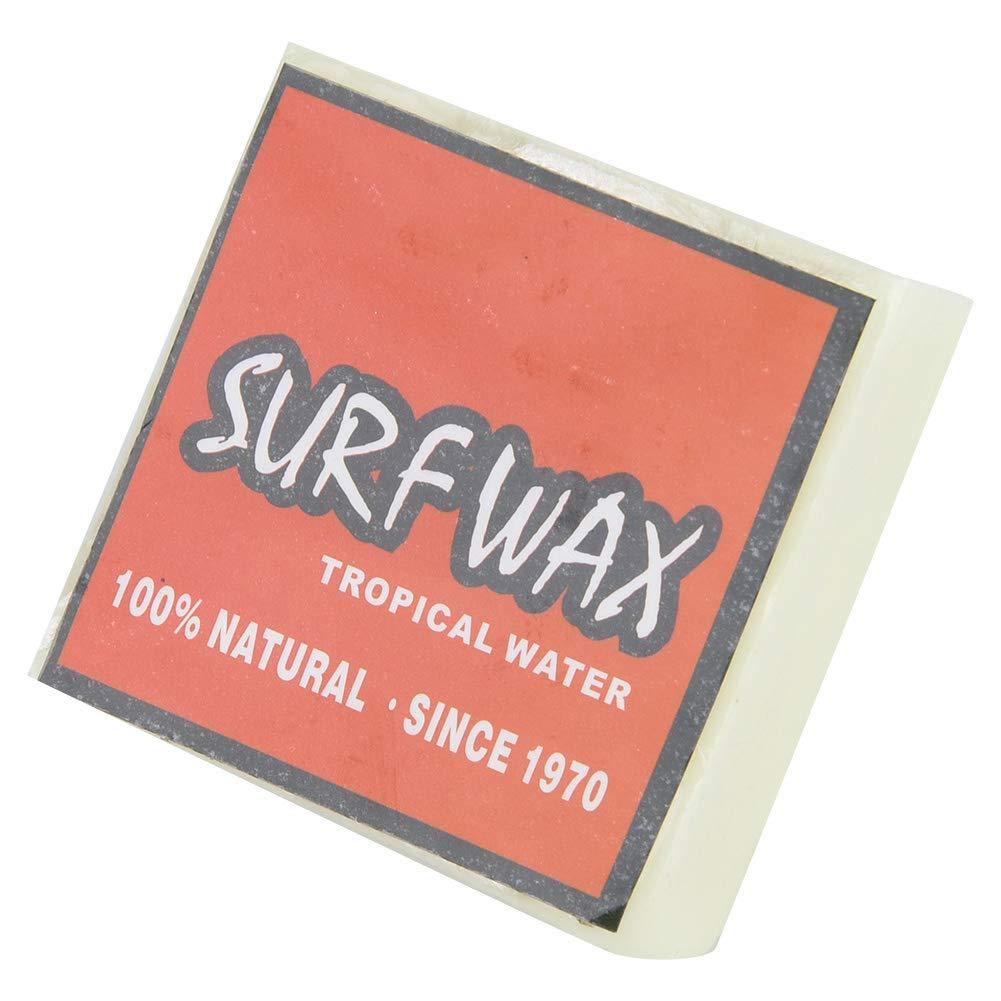 SURF WAX
TROPICAL WATER
100% NATURAL · SINCE 1970